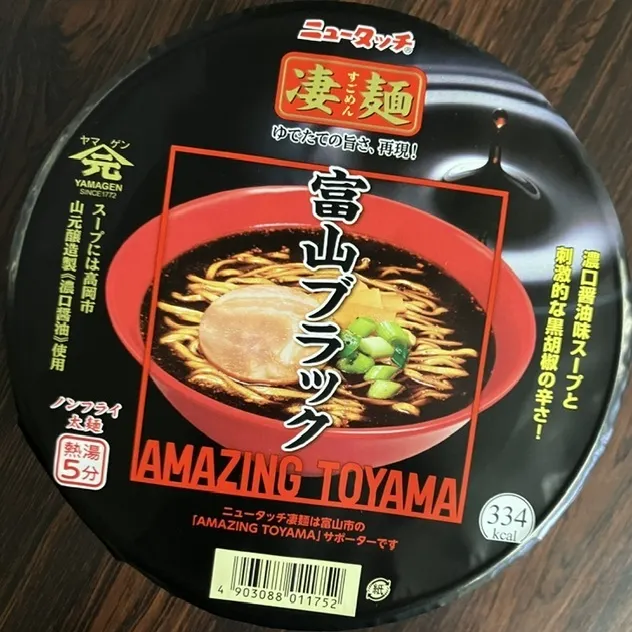 ニュータッチ®
凄麺
すごめん
ゆでたての旨さ、再現!
ヤマゲン
元
YAMAGEN
SINCE1772
スープには高岡市
山元醸造製《濃口醤油》使用
富山ブラック
濃口醤油味スープと
刺激的な黒胡椒の辛さ!
ノンフライ
太麺
熱湯
5分
AMAZING TOYAMA
ニュータッチ凄麺は富山市の
「AMAZING TOYAMA」サポーターです
334
kcal
4 903088 011752
紙